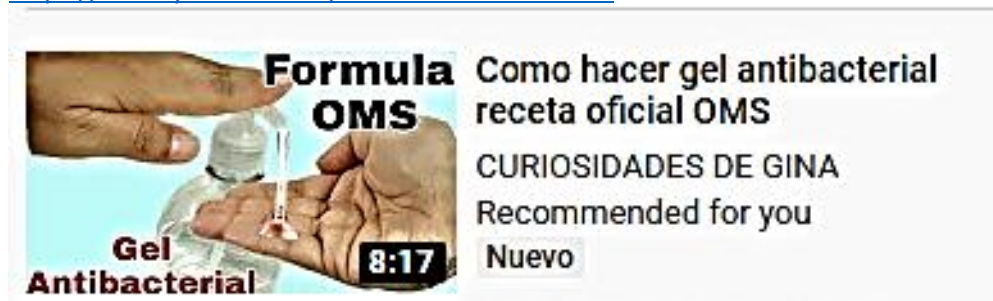 Formula
OMS
Gel
Antibacterial
8:17
Como hacer gel antibacterial
receta oficial OMS
CURIOSIDADES DE GINA
Recommended for you
Nuevo